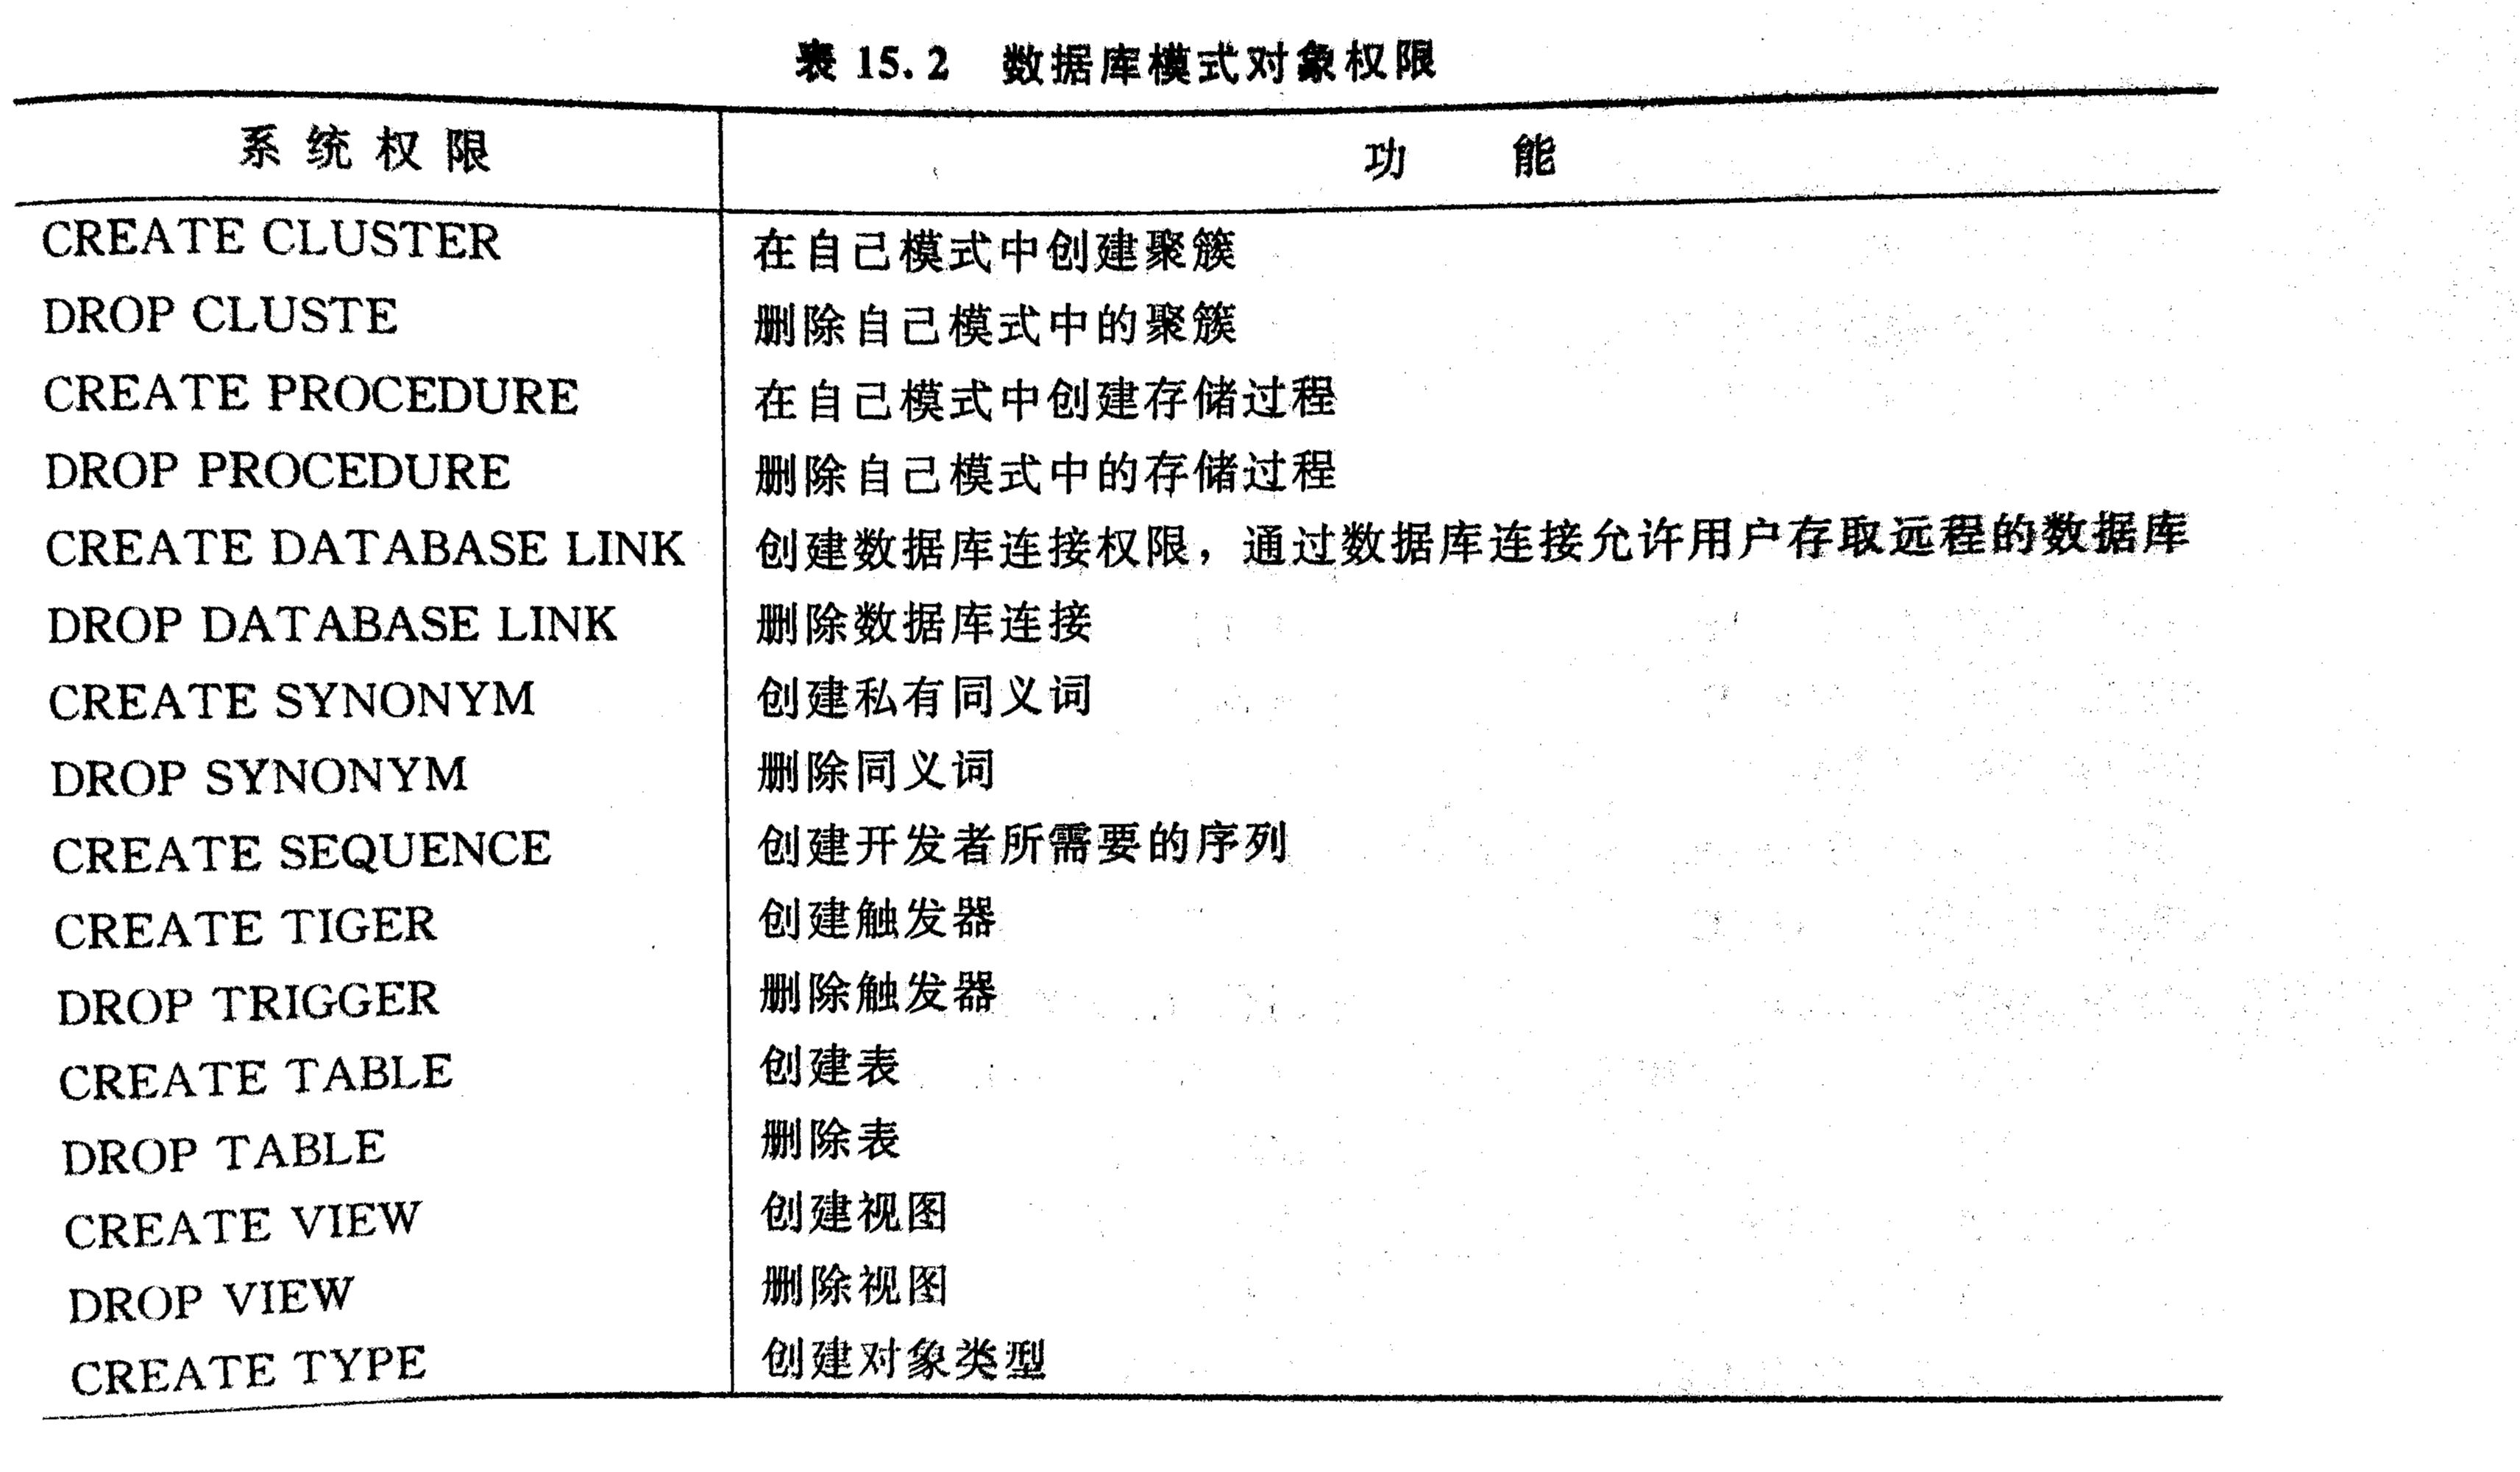 表 15.2 数据库模式对象权限
系统权限 功能
CREATE CLUSTER 在自己模式中创建聚簇
DROP CLUSTE 删除自己模式中的聚簇
CREATE PROCEDURE 在自己模式中创建存储过程
DROP PROCEDURE 删除自己模式中的存储过程
CREATE DATABASE LINK 创建数据库连接权限，通过数据库连接允许用户存取远程的数据库
DROP DATABASE LINK 删除数据库连接
CREATE SYNONYM 创建私有同义词
DROP SYNONYM 删除同义词
CREATE SEQUENCE 创建开发者所需要的序列
CREATE TIGER 创建触发器
DROP TRIGGER 删除触发器
CREATE TABLE 创建表
DROP TABLE 删除表
CREATE VIEW 创建视图
DROP VIEW 删除视图
CREATE TYPE 创建对象类型